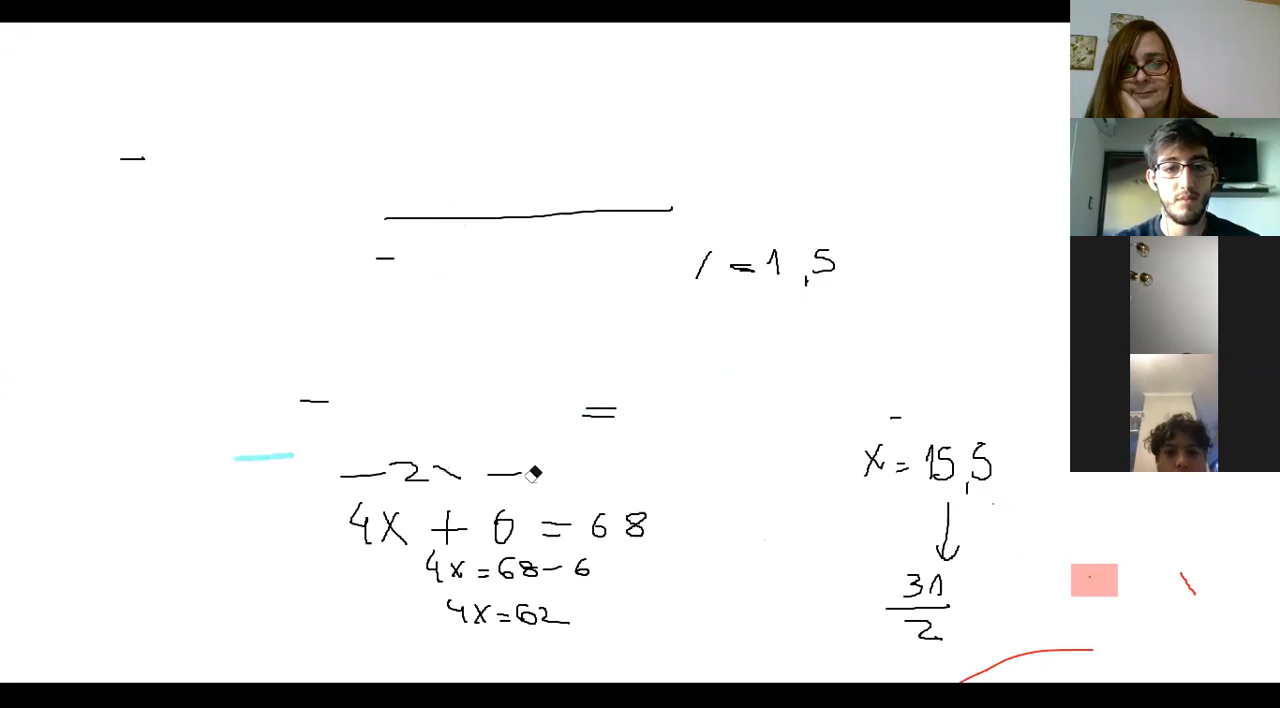 / = 1,5
=
— 2 \ —
4x + 6 = 68
4x = 68 - 6
4x = 62
x = 15,5
31
2